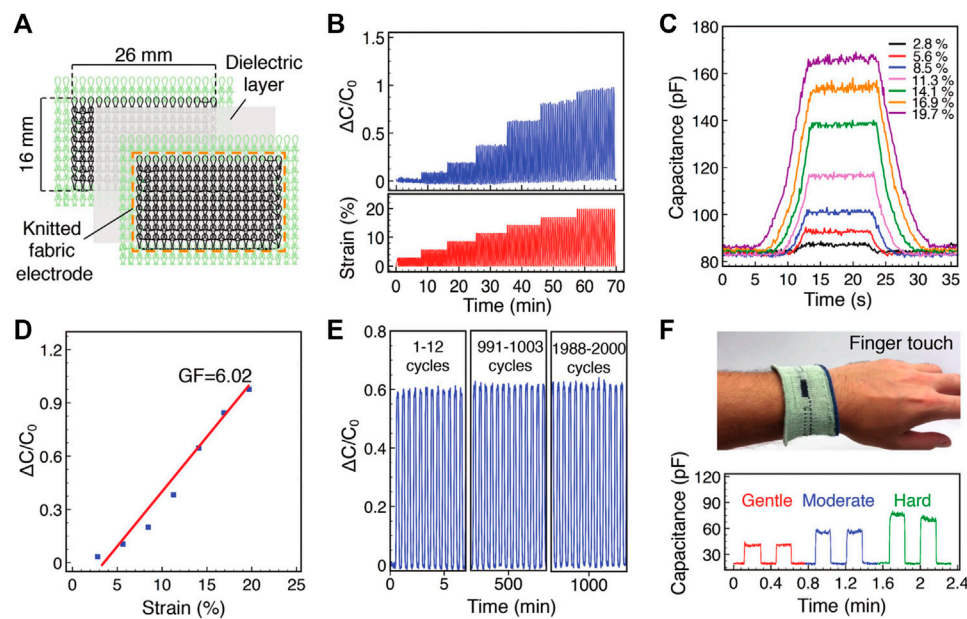 A
26 mm
Dielectric
layer
16 mm
Knitted
fabric
electrode
B
1.5
1
0.5
0
ΔC/C₀
20
10
0
Strain (%)
0 10 20 30 40 50 60 70
Time (min)
C
160
140
120
100
80
Capacitance (pF)
2.8 %
5.6 %
8.5 %
11.3 %
14.1 %
16.9 %
19.7 %
0 5 10 15 20 25 30 35
Time (s)
D
1.2
0.9
0.6
0.3
0
ΔC/C₀
GF=6.02
0 5 10 15 20 25
Strain (%)
E
0.8
0.6
0.4
0.2
0.0
ΔC/C₀
1-12
cycles
991-1003
cycles
1988-2000
cycles
0 5 500 1000
Time (min)
F
Finger touch
120
90
60
30
Capacitance (pF)
Gentle Moderate Hard
0 0.4 0.8 1.2 1.6 2 2.4
Time (min)